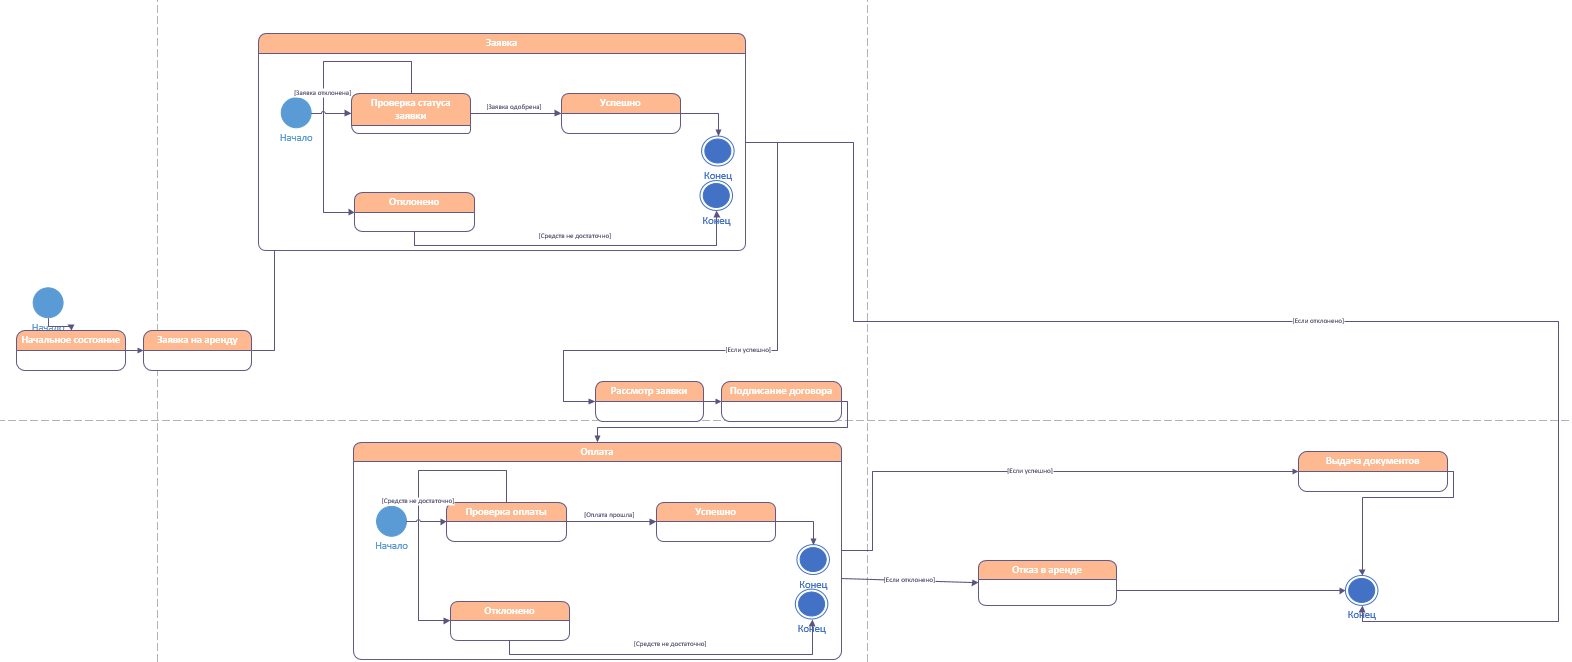 Заявка
[Заявка отклонена]
Проверка статуса
заявки
[Заявка одобрена]
Успешно
Начало
Конец
Отклонено
Конец
[Средств не достаточно]
Начало
Начальное состояние
Заявка на аренду
[Если отклонено]
[Если успешно]
Рассмотр заявки
Подписание договора
Оплата
[Средств не достаточно]
Проверка оплаты
[Оплата прошла]
Успешно
Начало
Конец
Отклонено
Конец
[Средств не достаточно]
[Если успешно]
Выдача документов
[Если отклонено]
Отказ в аренде
Конец